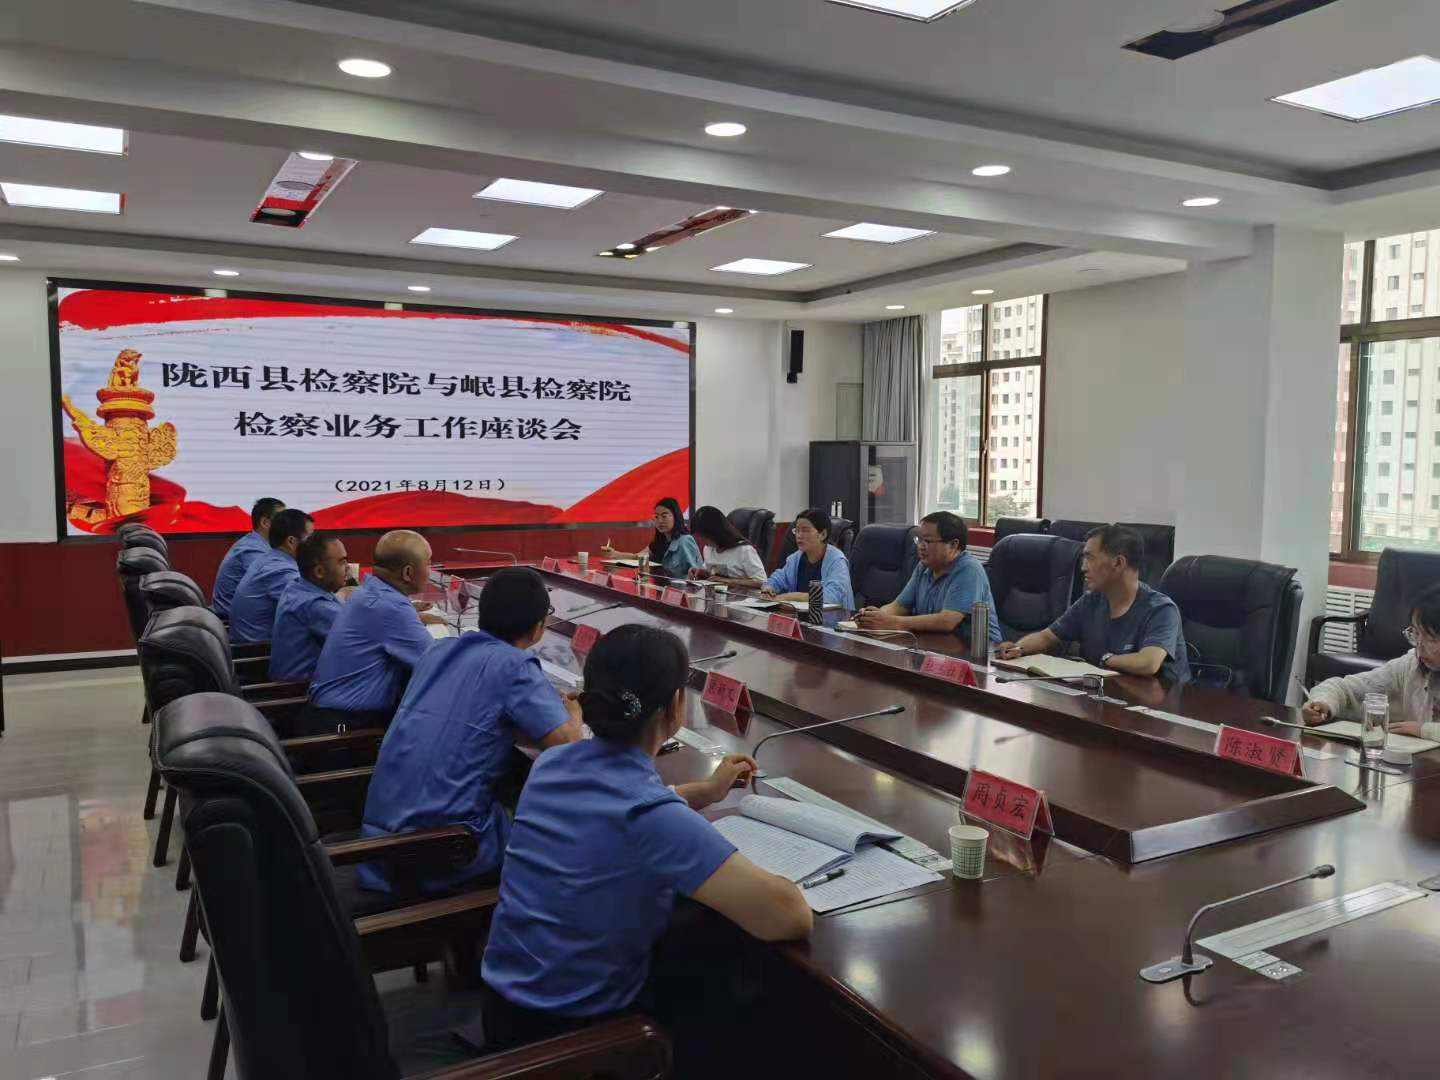 陇西县检察院与岷县检察院
检察业务工作座谈会
（2021年8月12日）
陈淑贤
周贞宏